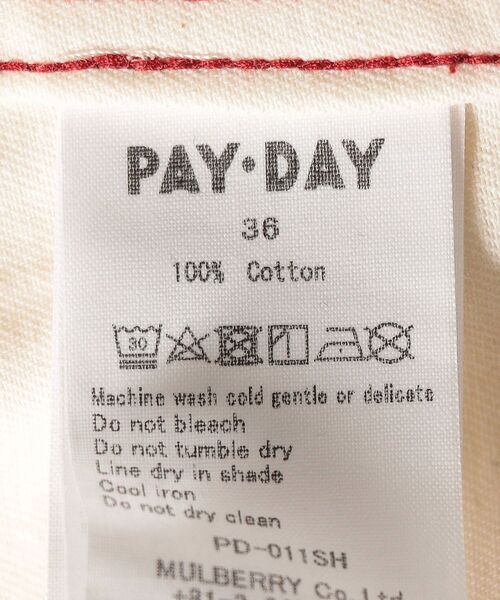 PAY•DAY
36
100% Cotton
30
Machine wash cold gentle or delicate
Do not bleach
Do not tumble dry
Line dry in shade
Cool iron
Do not dry clean
PD-011SH
MULBERRY Co.Ltd